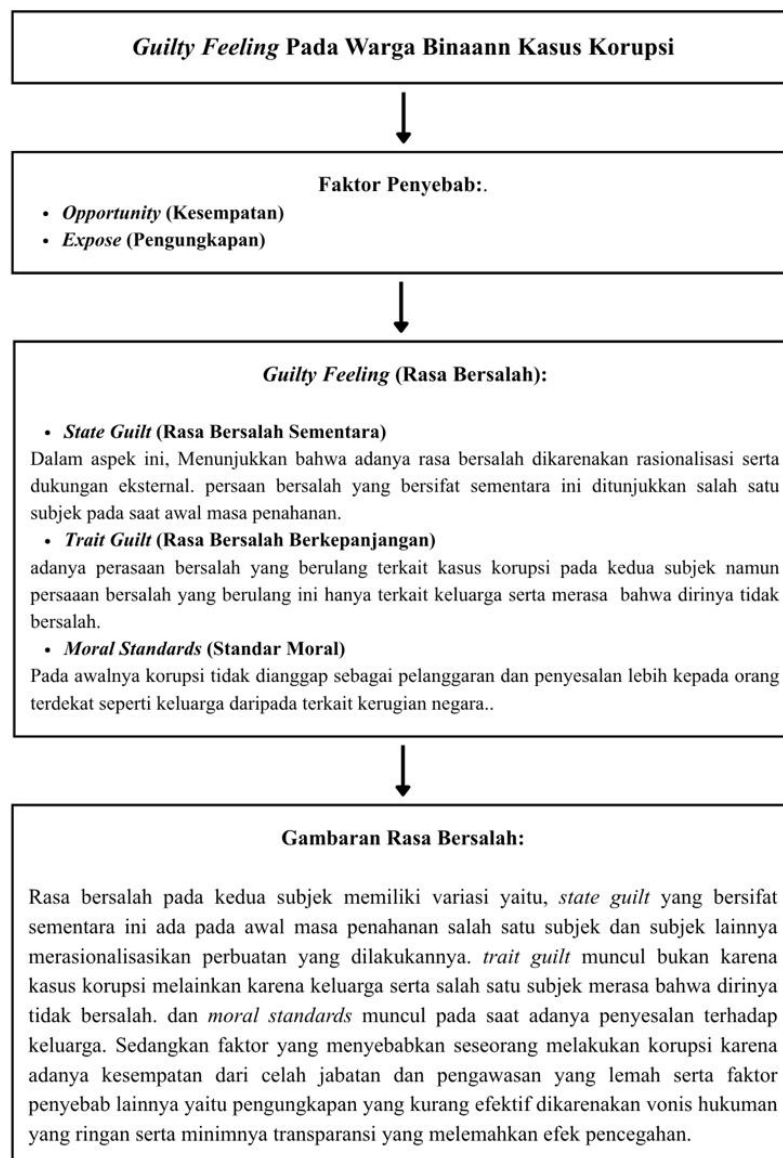 Guilty Feeling Pada Warga Binaann Kasus Korupsi
Faktor Penyebab:.
• Opportunity (Kesempatan)
• Expose (Pengungkapan)
Guilty Feeling (Rasa Bersalah):
• State Guilt (Rasa Bersalah Sementara)
Dalam aspek ini, Menunjukkan bahwa adanya rasa bersalah dikarenakan rasionalisasi serta
dukungan eksternal. persaan bersalah yang bersifat sementara ini ditunjukkan salah satu
subjek pada saat awal masa penahanan.
• Trait Guilt (Rasa Bersalah Berkepanjangan)
adanya perasaan bersalah yang berulang terkait kasus korupsi pada kedua subjek namun
persaaan bersalah yang berulang ini hanya terkait keluarga serta merasa bahwa dirinya tidak
bersalah.
• Moral Standards (Standar Moral)
Pada awalnya korupsi tidak dianggap sebagai pelanggaran dan penyesalan lebih kepada orang
terdekat seperti keluarga daripada terkait kerugian negara..
Gambaran Rasa Bersalah:
Rasa bersalah pada kedua subjek memiliki variasi yaitu, state guilt yang bersifat
sementara ini ada pada awal masa penahanan salah satu subjek dan subjek lainnya
merasionalisasikan perbuatan yang dilakukannya. trait guilt muncul bukan karena
kasus korupsi melainkan karena keluarga serta salah satu subjek merasa bahwa dirinya
tidak bersalah. dan moral standards muncul pada saat adanya penyesalan terhadap
keluarga. Sedangkan faktor yang menyebabkan seseorang melakukan korupsi karena
adanya kesempatan dari celah jabatan dan pengawasan yang lemah serta faktor
penyebab lainnya yaitu pengungkapan yang kurang efektif dikarenakan vonis hukuman
yang ringan serta minimnya transparansi yang melemahkan efek pencegahan.